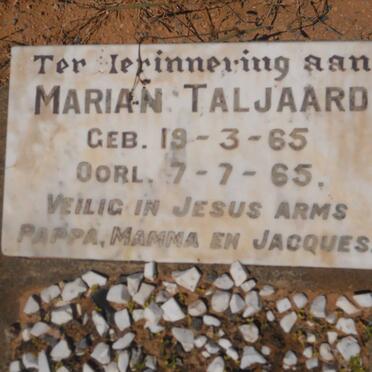 Ter Herinnering aan
MARIAN TALJAARD
GEB. 19-3-65
OORL. 7-7-65.
VEILIG IN JESUS ARMS
PAPPA, MAMNA EN JACQUES.